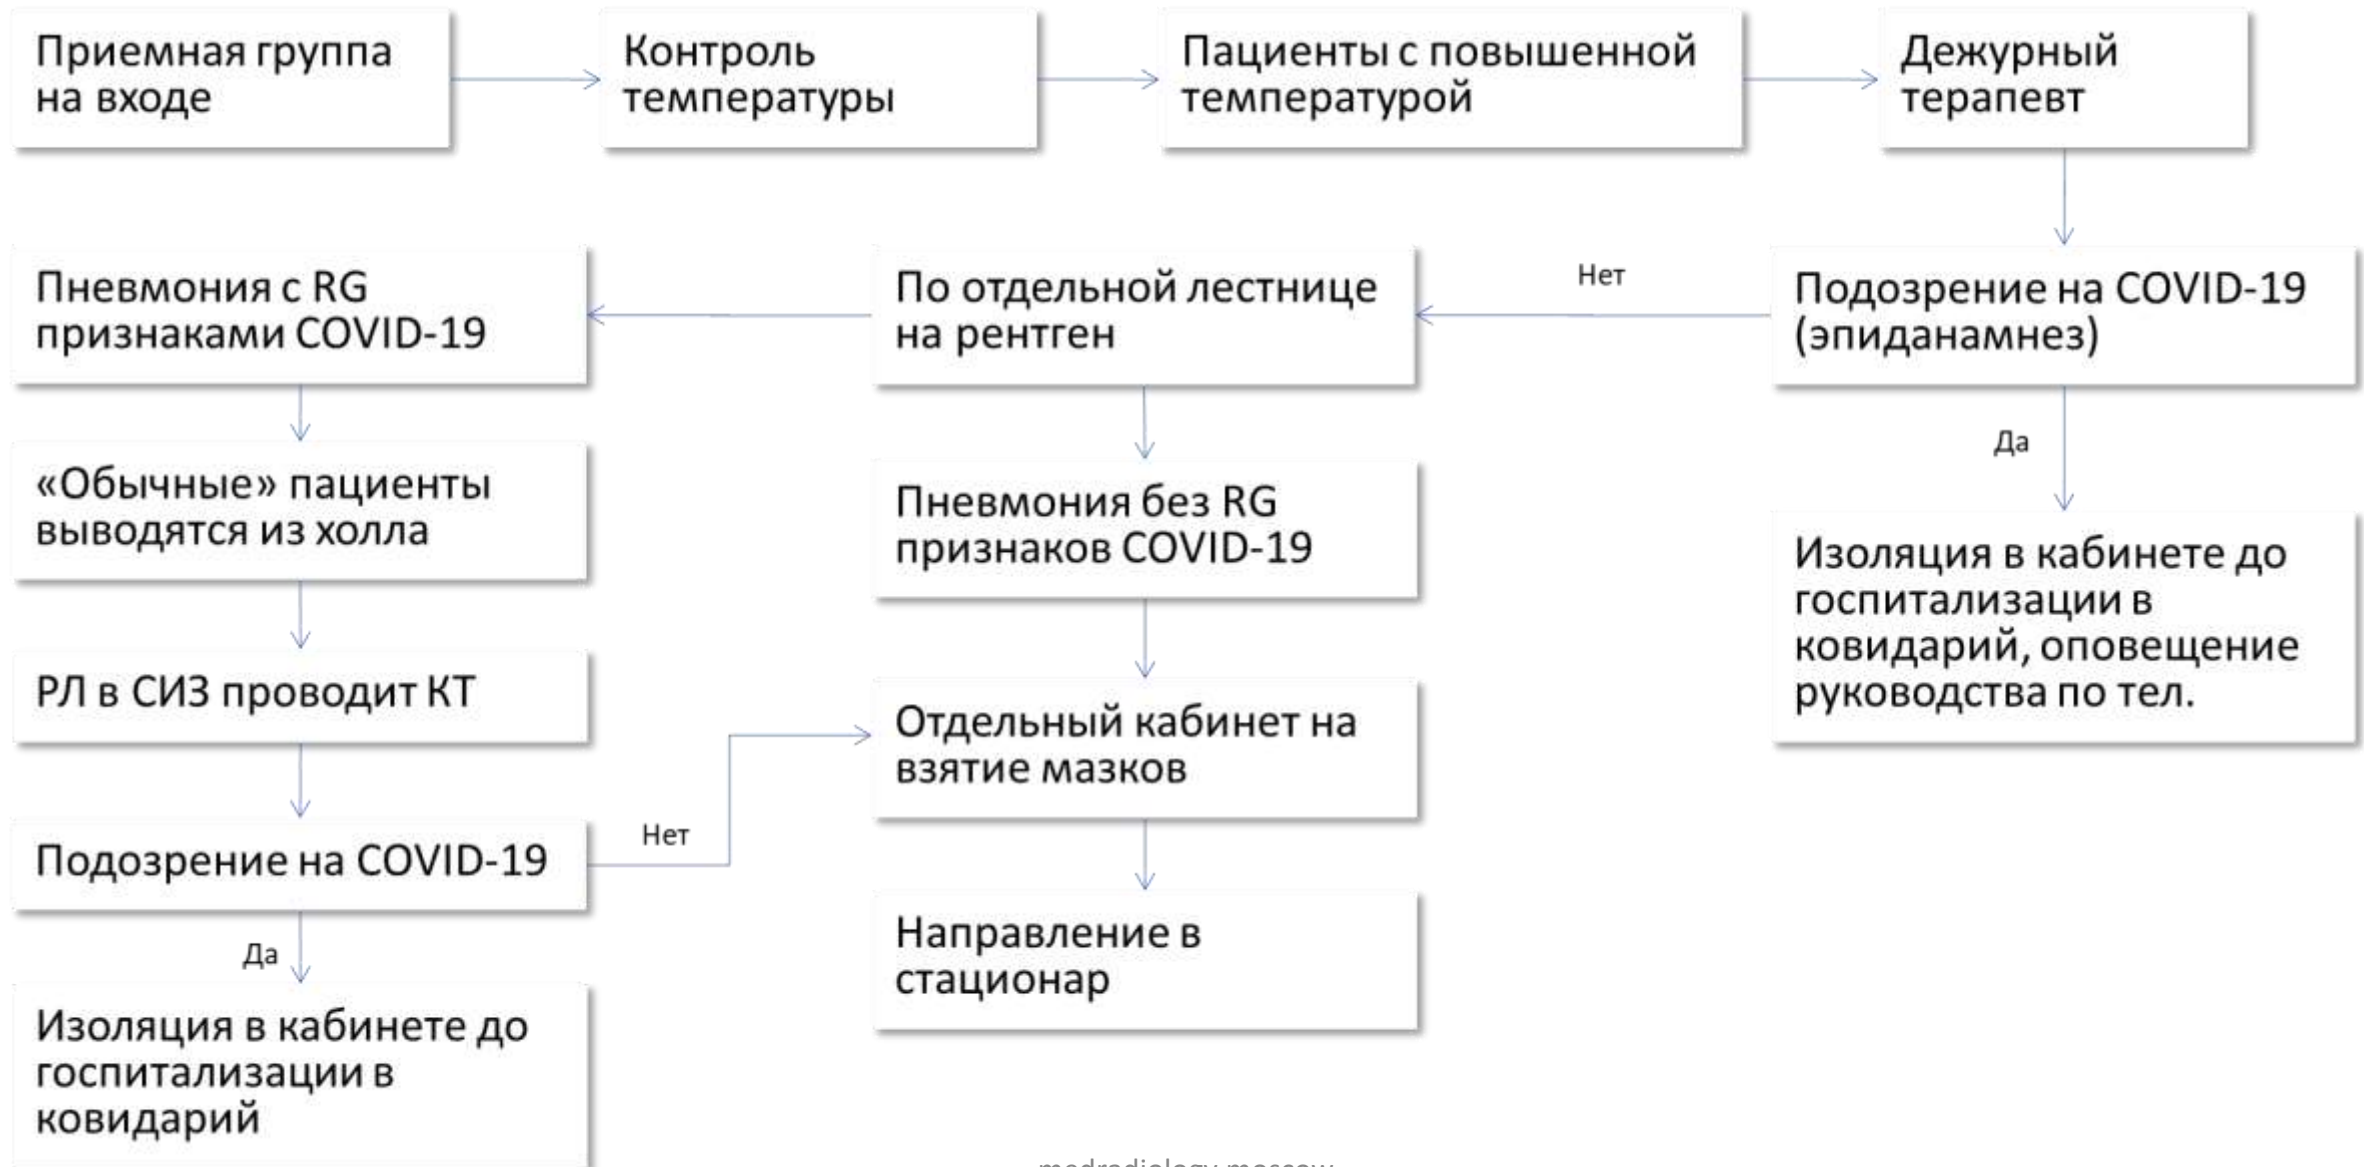 Приемная группа
на входе
Контроль
температуры
Пациенты с повышенной
температурой
Дежурный
терапевт
Пневмония с RG
признаками COVID-19
По отдельной лестнице
на рентген
Нет
Подозрение на COVID-19
(эпиданамнез)
Да
«Обычные» пациенты
выводятся из холла
Пневмония без RG
признаков COVID-19
Изоляция в кабинете до
госпитализации в
ковидарий, оповещение
руководства по тел.
РЛ в СИЗ проводит КТ
Отдельный кабинет на
взятие мазков
Нет
Подозрение на COVID-19
Да
Направление в
стационар
Изоляция в кабинете до
госпитализации в
ковидарий
medradiology.moscow